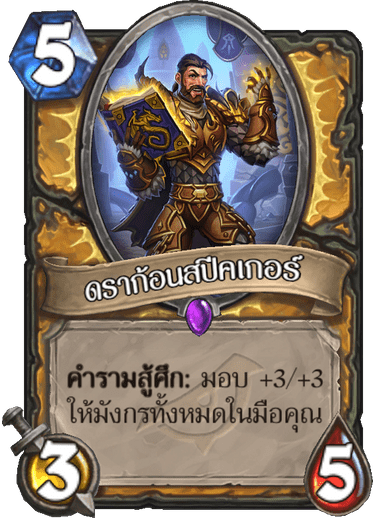 5
ดราก้อนสปีคเกอร์
คำรามสู้ศึก: มอบ +3/+3
ให้มังกรทั้งหมดในมือคุณ
3
5